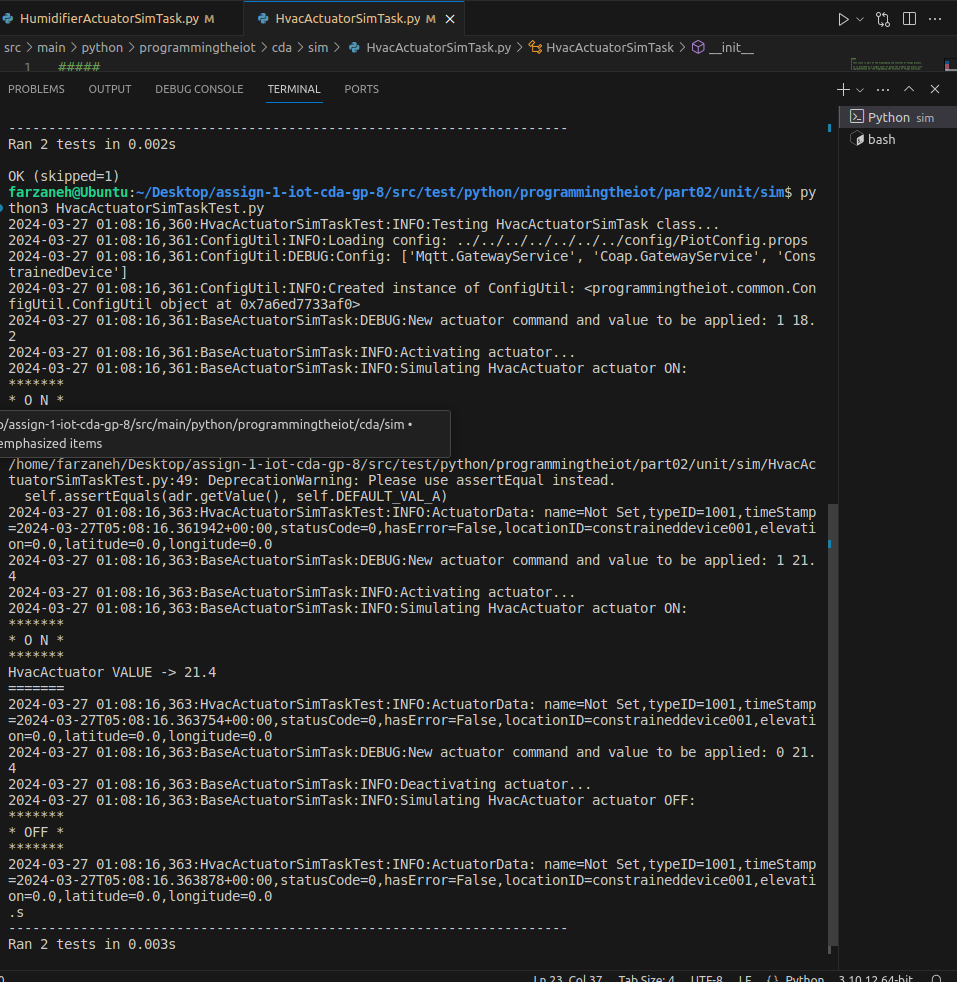 HumidifierActuatorSimTask.py M
HvacActuatorSimTask.py M
src > main > python > programmingtheiot > cda > sim > HvacActuatorSimTask.py > HvacActuatorSimTask > __init__
1 #####
PROBLEMS OUTPUT DEBUG CONSOLE TERMINAL PORTS
Python sim
bash
----------------------------------------------------------------------
Ran 2 tests in 0.002s
OK (skipped=1)
farzaneh@Ubuntu:~/Desktop/assign-1-iot-cda-gp-8/src/test/python/programmingtheiot/part02/unit/sim$ py
thon3 HvacActuatorSimTaskTest.py
2024-03-27 01:08:16,360:HvacActuatorSimTaskTest:INFO:Testing HvacActuatorSimTask class...
2024-03-27 01:08:16,361:ConfigUtil:INFO:Loading config: ../../../../../../../config/PiotConfig.props
2024-03-27 01:08:16,361:ConfigUtil:DEBUG:Config: ['Mqtt.GatewayService', 'Coap.GatewayService', 'Cons
trainedDevice']
2024-03-27 01:08:16,361:ConfigUtil:INFO:Created instance of ConfigUtil: <programmingtheiot.common.Con
figUtil.ConfigUtil object at 0x7a6ed7733af0>
2024-03-27 01:08:16,361:BaseActuatorSimTask:DEBUG:New actuator command and value to be applied: 1 18.
2
2024-03-27 01:08:16,361:BaseActuatorSimTask:INFO:Activating actuator...
2024-03-27 01:08:16,361:BaseActuatorSimTask:INFO:Simulating HvacActuator actuator ON:
*******
* O N *
/assign-1-iot-cda-gp-8/src/main/python/programmingtheiot/cda/sim •
emphasized items
/home/farzaneh/Desktop/assign-1-iot-cda-gp-8/src/test/python/programmingtheiot/part02/unit/sim/HvacAc
tuatorSimTaskTest.py:49: DeprecationWarning: Please use assertEqual instead.
self.assertEquals(adr.getValue(), self.DEFAULT_VAL_A)
2024-03-27 01:08:16,363:HvacActuatorSimTaskTest:INFO:ActuatorData: name=Not Set,typeID=1001,timeStamp
=2024-03-27T05:08:16.361942+00:00,statusCode=0,hasError=False,locationID=constraineddevice001,elevati
on=0.0,latitude=0.0,longitude=0.0
2024-03-27 01:08:16,363:BaseActuatorSimTask:DEBUG:New actuator command and value to be applied: 1 21.
4
2024-03-27 01:08:16,363:BaseActuatorSimTask:INFO:Activating actuator...
2024-03-27 01:08:16,363:BaseActuatorSimTask:INFO:Simulating HvacActuator actuator ON:
*******
* O N *
*******
HvacActuator VALUE -> 21.4
=======
2024-03-27 01:08:16,363:HvacActuatorSimTaskTest:INFO:ActuatorData: name=Not Set,typeID=1001,timeStamp
=2024-03-27T05:08:16.363754+00:00,statusCode=0,hasError=False,locationID=constraineddevice001,elevati
on=0.0,latitude=0.0,longitude=0.0
2024-03-27 01:08:16,363:BaseActuatorSimTask:DEBUG:New actuator command and value to be applied: 0 21.
4
2024-03-27 01:08:16,363:BaseActuatorSimTask:INFO:Deactivating actuator...
2024-03-27 01:08:16,363:BaseActuatorSimTask:INFO:Simulating HvacActuator actuator OFF:
*******
* OFF *
*******
2024-03-27 01:08:16,363:HvacActuatorSimTaskTest:INFO:ActuatorData: name=Not Set,typeID=1001,timeStamp
=2024-03-27T05:08:16.363878+00:00,statusCode=0,hasError=False,locationID=constraineddevice001,elevati
on=0.0,latitude=0.0,longitude=0.0
.s
----------------------------------------------------------------------
Ran 2 tests in 0.003s
Ln 23, Col 37 Tab Size: 4 UTF-8 LF {} Python 3.10.12 64-bit